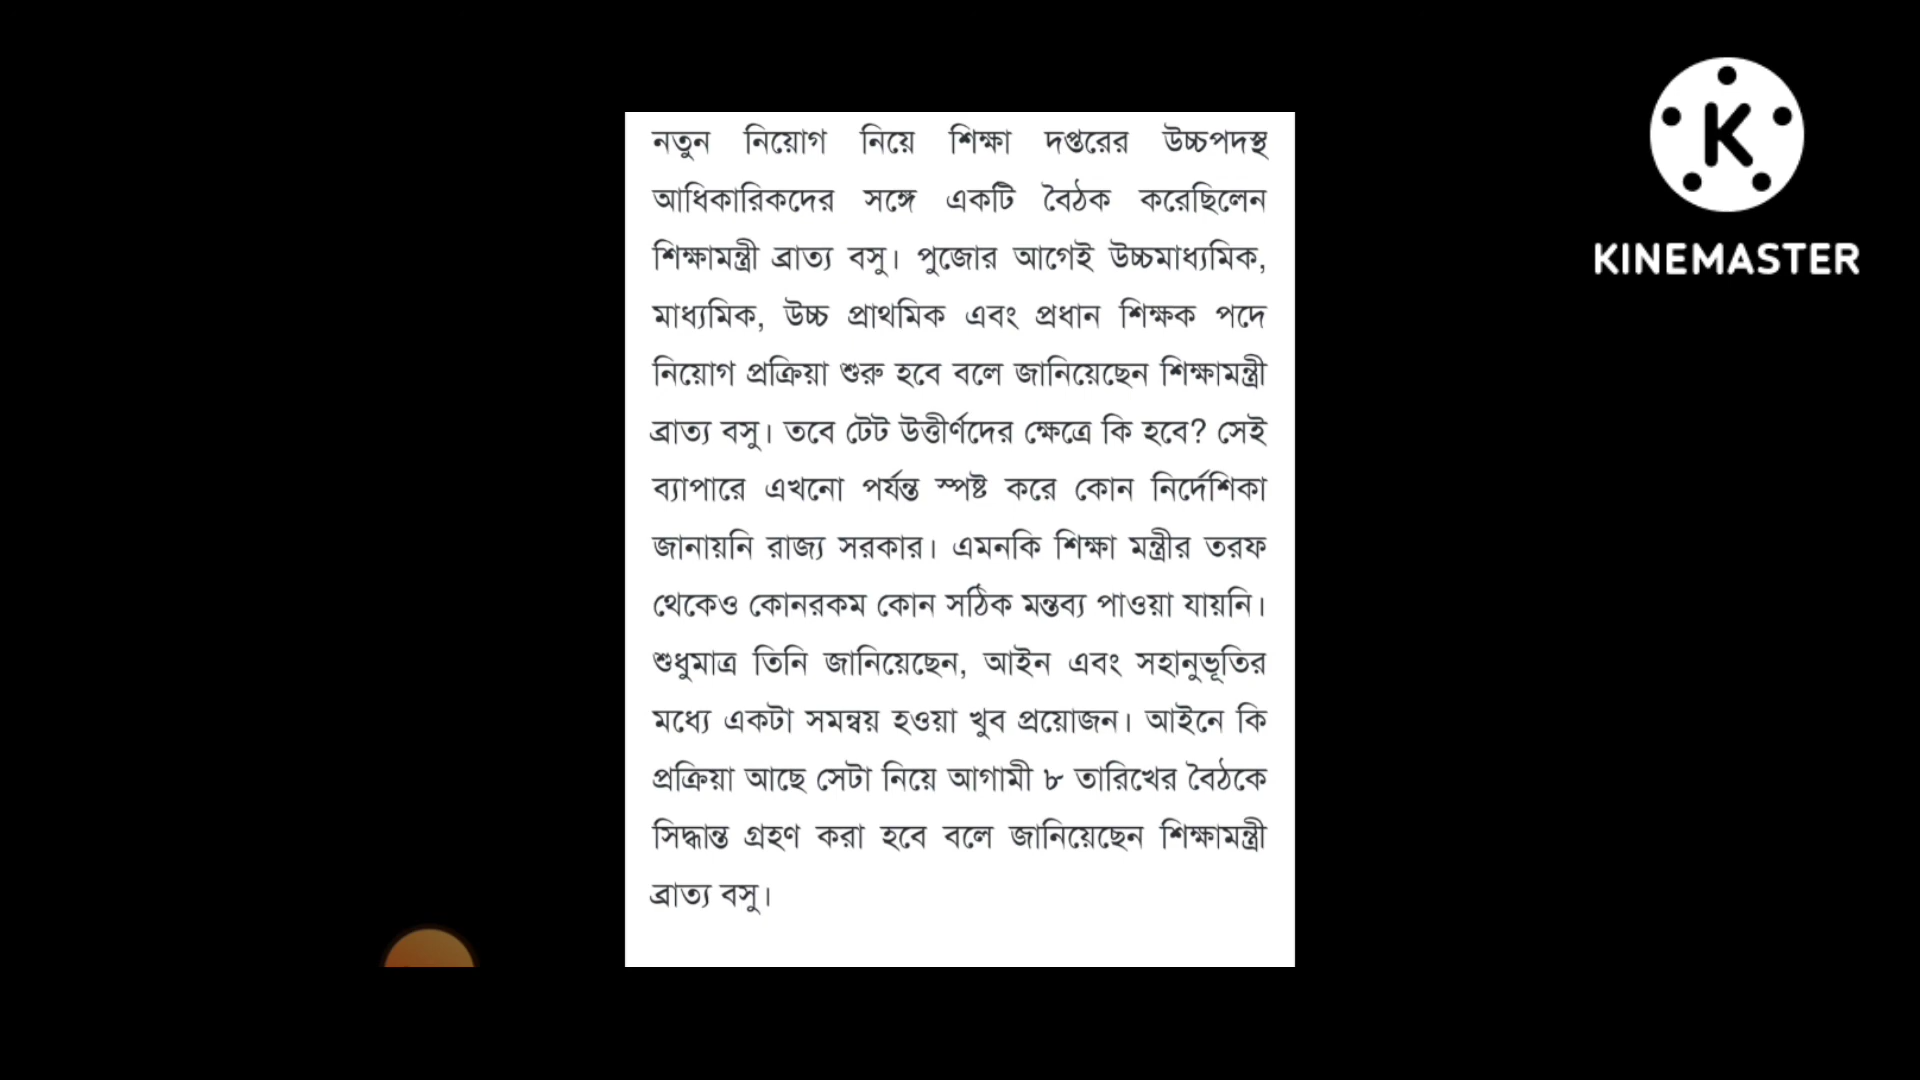 নতুন নিয়োগ নিয়ে শিক্ষা দপ্তরের উচ্চপদস্থ
আধিকারিকদের সঙ্গে একটি বৈঠক করেছিলেন
শিক্ষামন্ত্রী ব্রাত্য বসু। পুজোর আগেই উচ্চমাধ্যমিক,
মাধ্যমিক, উচ্চ প্রাথমিক এবং প্রধান শিক্ষক পদে
নিয়োগ প্রক্রিয়া শুরু হবে বলে জানিয়েছেন শিক্ষামন্ত্রী
ব্রাত্য বসু। তবে টেট উত্তীর্ণদের ক্ষেত্রে কি হবে? সেই
ব্যাপারে এখনো পর্যন্ত স্পষ্ট করে কোন নির্দেশিকা
জানায়নি রাজ্য সরকার। এমনকি শিক্ষা মন্ত্রীর তরফ
থেকেও কোনরকম কোন সঠিক মন্তব্য পাওয়া যায়নি।
শুধুমাত্র তিনি জানিয়েছেন, আইন এবং সহানুভূতির
মধ্যে একটা সমন্বয় হওয়া খুব প্রয়োজন। আইনে কি
প্রক্রিয়া আছে সেটা নিয়ে আগামী ৮ তারিখের বৈঠকে
সিদ্ধান্ত গ্রহণ করা হবে বলে জানিয়েছেন শিক্ষামন্ত্রী
ব্রাত্য বসু।
K
KINEMASTER